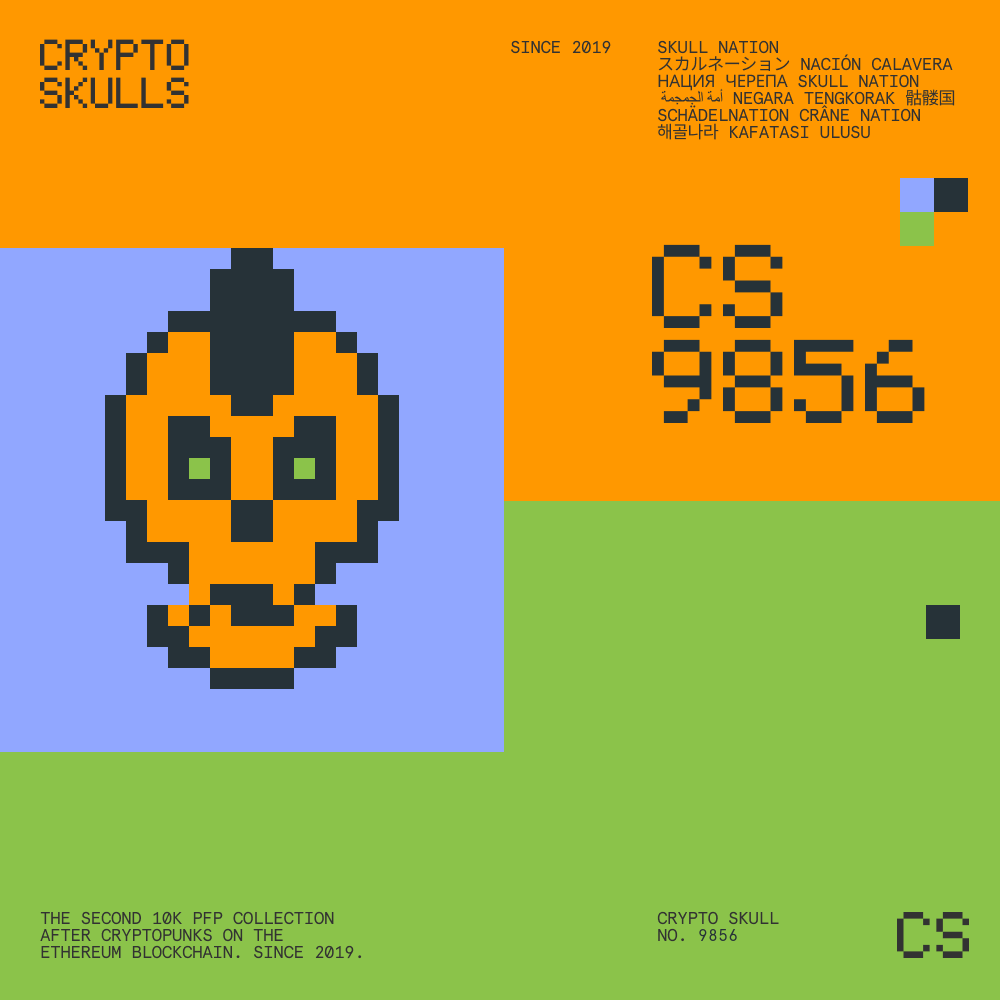 CRYPTO
SKULLS
SINCE 2019
SKULL NATION
スカルネーション NACIÓN CALAVERA
НАЦИЯ ЧЕРЕПА SKULL NATION
أمة الجمجمة NEGARA TENGKORAK 骷髅国
SCHÄDELNATION CRÂNE NATION
해골나라 KAFATASI ULUSU
CS
9856
THE SECOND 10K PFP COLLECTION
AFTER CRYPTOPUNKS ON THE
ETHEREUM BLOCKCHAIN. SINCE 2019.
CRYPTO SKULL
NO. 9856
CS